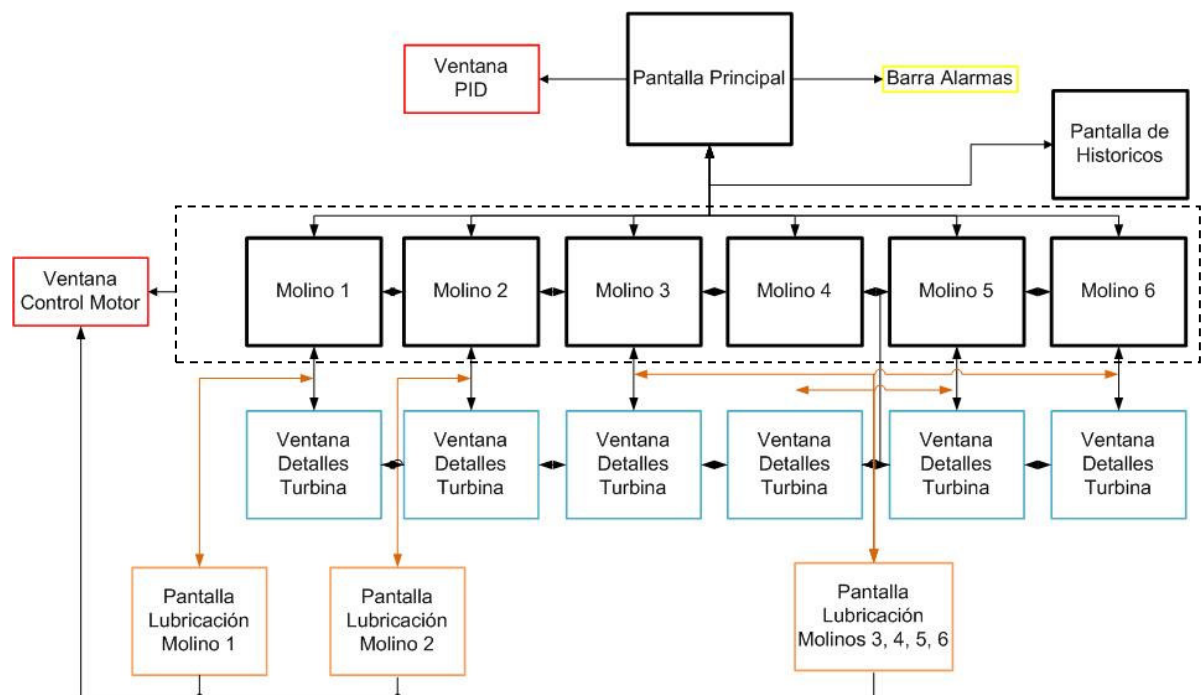 Ventana
PID
Pantalla Principal
Barra Alarmas
Pantalla de
Historicos
Ventana
Control Motor
Molino 1
Molino 2
Molino 3
Molino 4
Molino 5
Molino 6
Ventana
Detalles
Turbina
Ventana
Detalles
Turbina
Ventana
Detalles
Turbina
Ventana
Detalles
Turbina
Ventana
Detalles
Turbina
Ventana
Detalles
Turbina
Pantalla
Lubricación
Molino 1
Pantalla
Lubricación
Molino 2
Pantalla
Lubricación
Molinos 3, 4, 5, 6